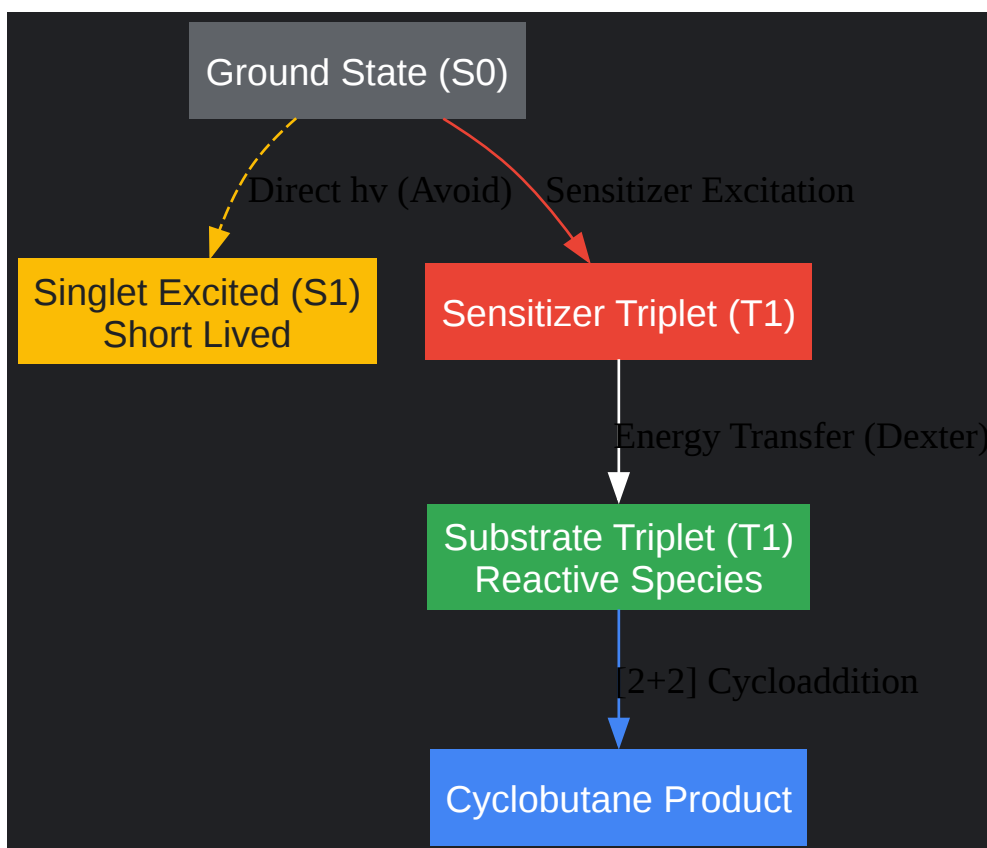 Ground State (S0)
Direct hv (Avoid)
Sensitizer Excitation
Singlet Excited (S1)
Short Lived
Sensitizer Triplet (T1)
Energy Transfer (Dexter)
Substrate Triplet (T1)
Reactive Species
[2+2] Cycloaddition
Cyclobutane Product